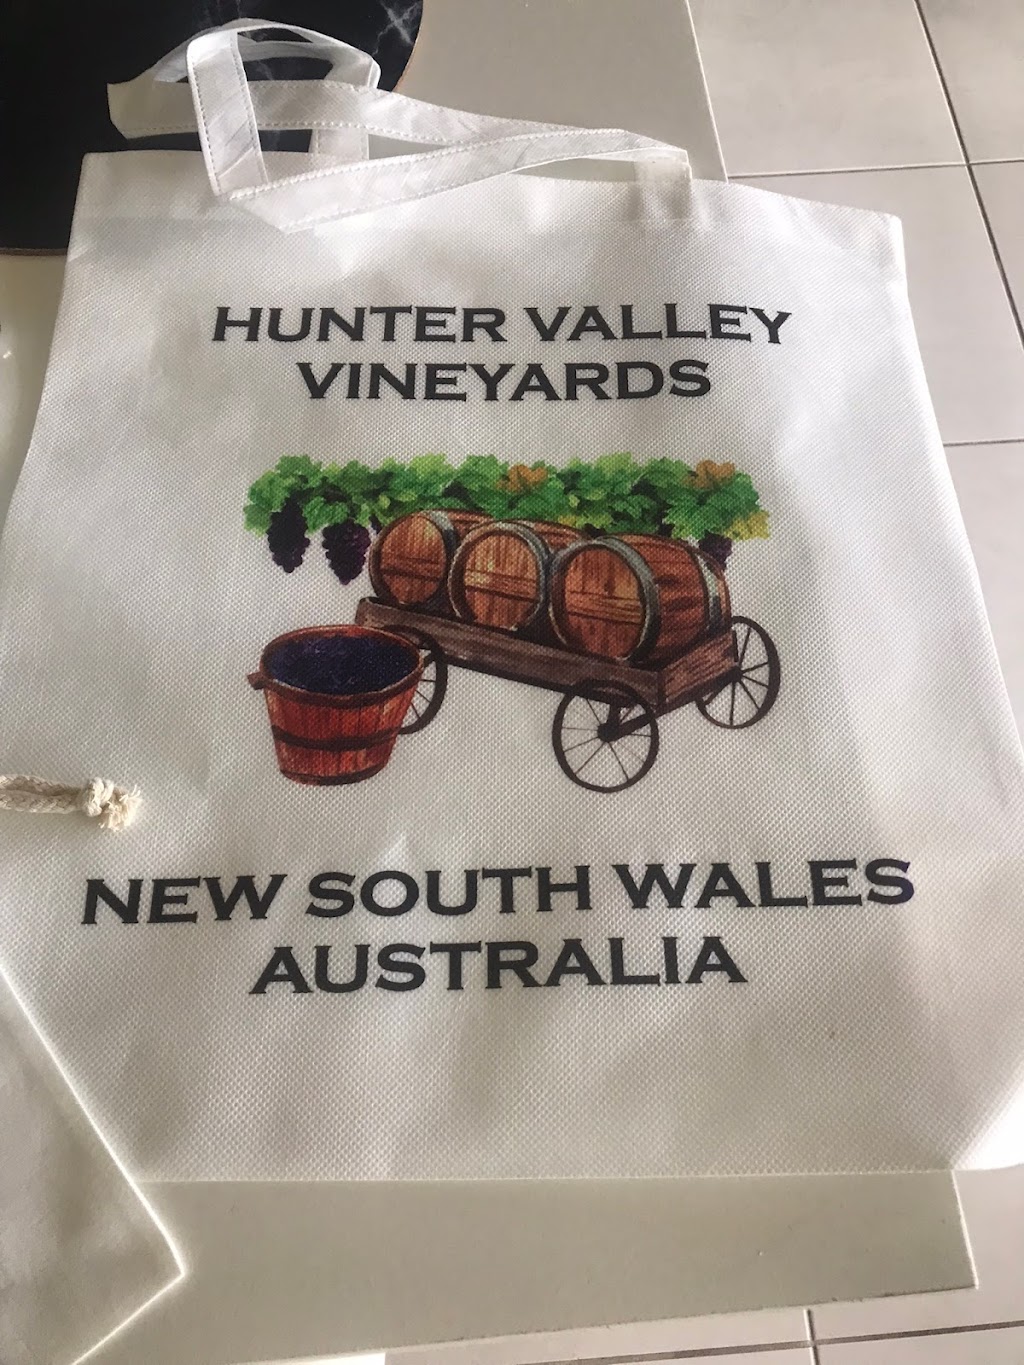 HUNTER VALLEY
VINEYARDS
NEW SOUTH WALES
AUSTRALIA